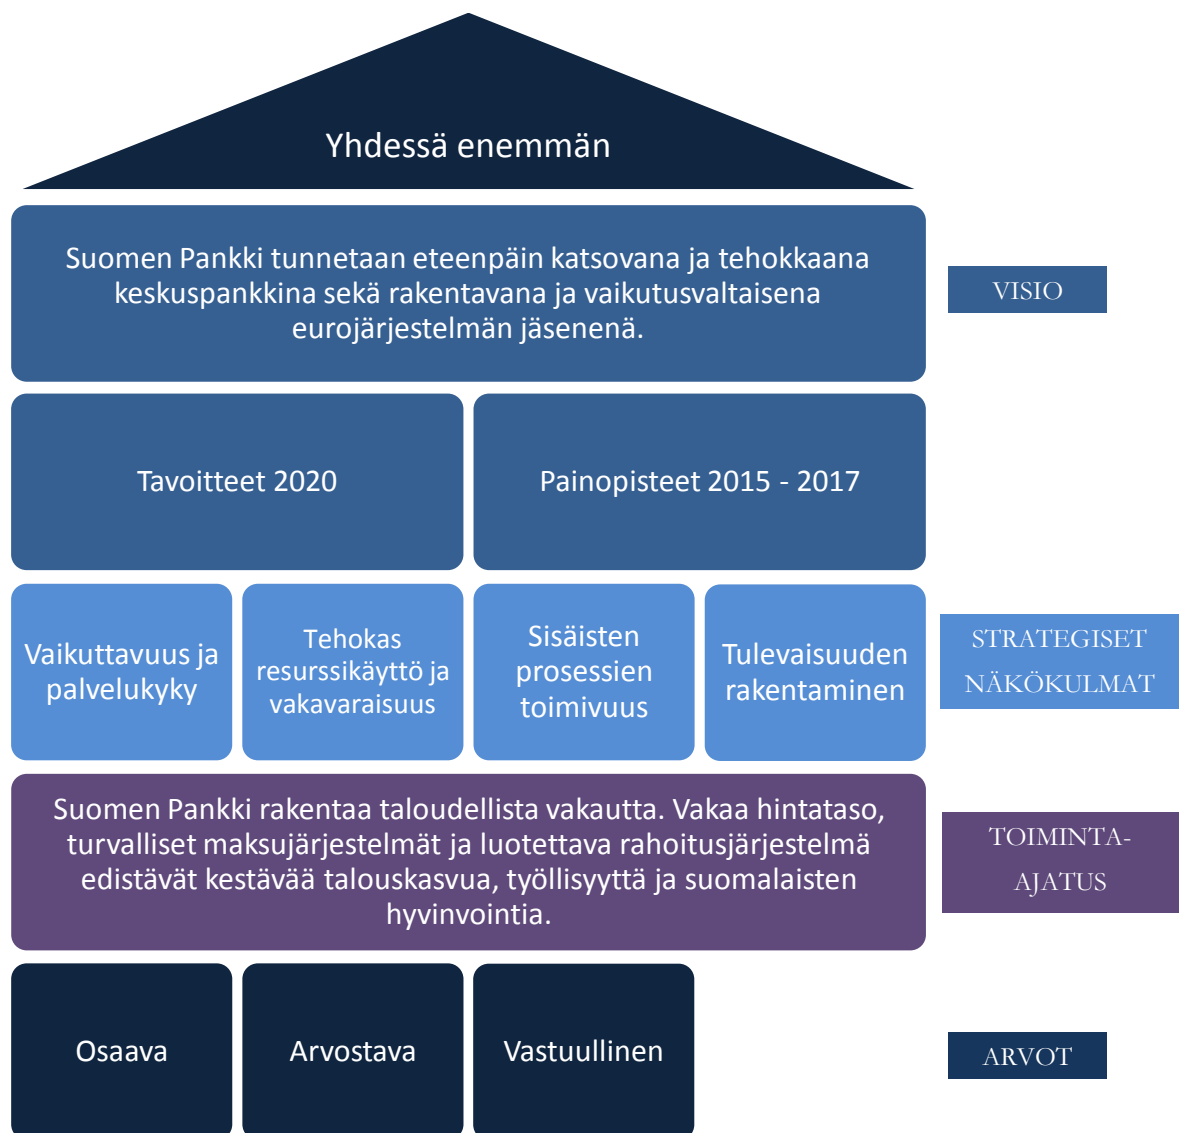 Yhdessä enemmän
Suomen Pankki tunnetaan eteenpäin katsovana ja tehokkaana
keskuspankkina sekä rakentavana ja vaikutusvaltaisena
eurojärjestelmän jäsenenä.
VISIO
Tavoitteet 2020
Painopisteet 2015 - 2017
Vaikuttavuus ja
palvelukyky
Tehokas
resurssikäyttö ja
vakavaraisuus
Sisäisten
prosessien
toimivuus
Tulevaisuuden
rakentaminen
STRATEGISET
NÄKÖKULMAT
Suomen Pankki rakentaa taloudellista vakautta. Vakaa hintataso,
turvalliset maksujärjestelmät ja luotettava rahoitusjärjestelmä
edistävät kestävää talouskasvua, työllisyyttä ja suomalaisten
hyvinvointia.
TOIMINTA-
AJATUS
Osaava
Arvostava
Vastuullinen
ARVOT